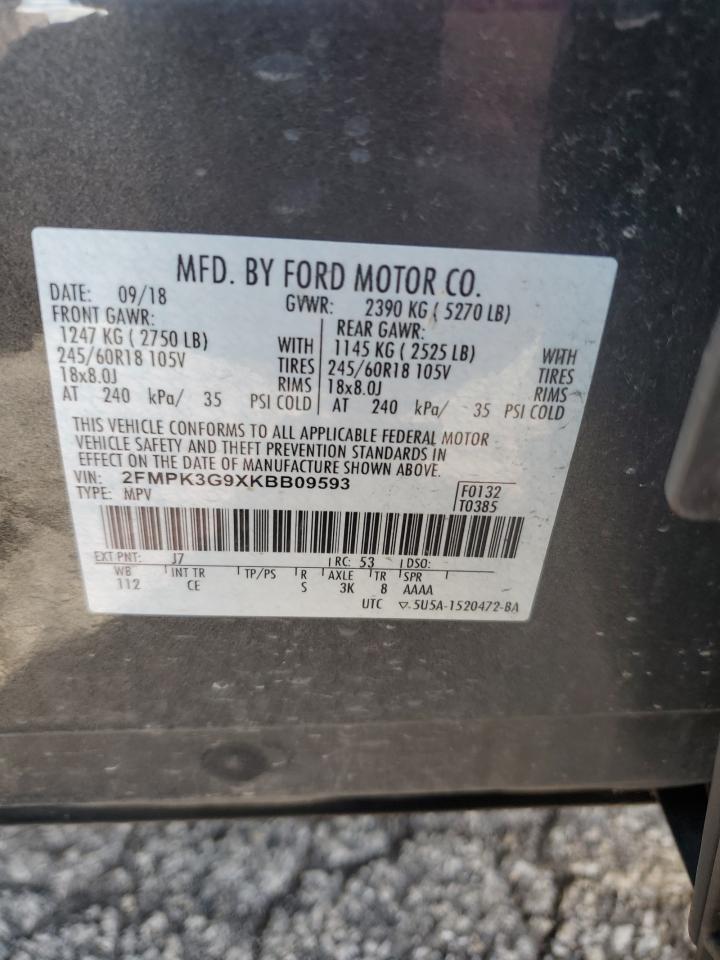 MFD. BY FORD MOTOR CO.
DATE: 09/18 GVWR: 2390 KG ( 5270 LB)
FRONT GAWR: REAR GAWR:
1247 KG ( 2750 LB) WITH 1145 KG ( 2525 LB) WITH
245/60R18 105V TIRES 245/60R18 105V TIRES
18x8.0J RIMS 18x8.0J RIMS
AT 240 kPa/ 35 PSI COLD AT 240 kPa/ 35 PSI COLD
THIS VEHICLE CONFORMS TO ALL APPLICABLE FEDERAL MOTOR
VEHICLE SAFETY AND THEFT PREVENTION STANDARDS IN
EFFECT ON THE DATE OF MANUFACTURE SHOWN ABOVE.
VIN: 2FMPK3G9XKBB09593 F0132
TYPE: MPV T0385
EXT PNT: J7 RC: 53 DSO:
WB INT TR TP/PS R AXLE TR SPR
112 CE S 3K 8 AAAA
UTC ▽ 5U5A-1520472-BA